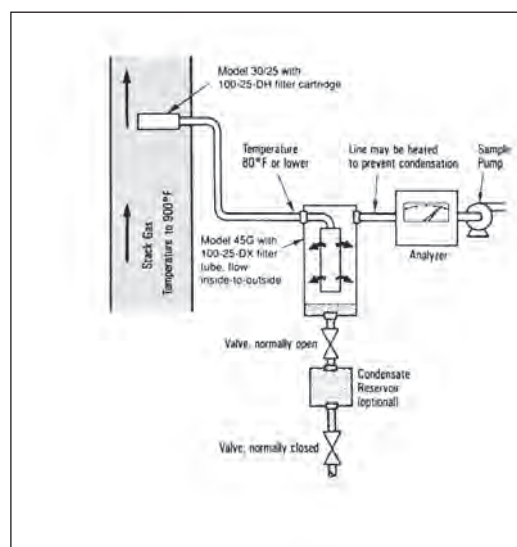 Model 30/25 with
100-25-DH filter cartridge
Temperature
80°F or lower
Line may be heated
to prevent condensation
Sample
Pump
Stack Gas
Temperature to 900°F
Model 45G with
100-25-DX filter
tube, flow
inside-to-outside
Analyzer
Valve, normally open
Condensate
Reservoir
(optional)
Valve, normally closed